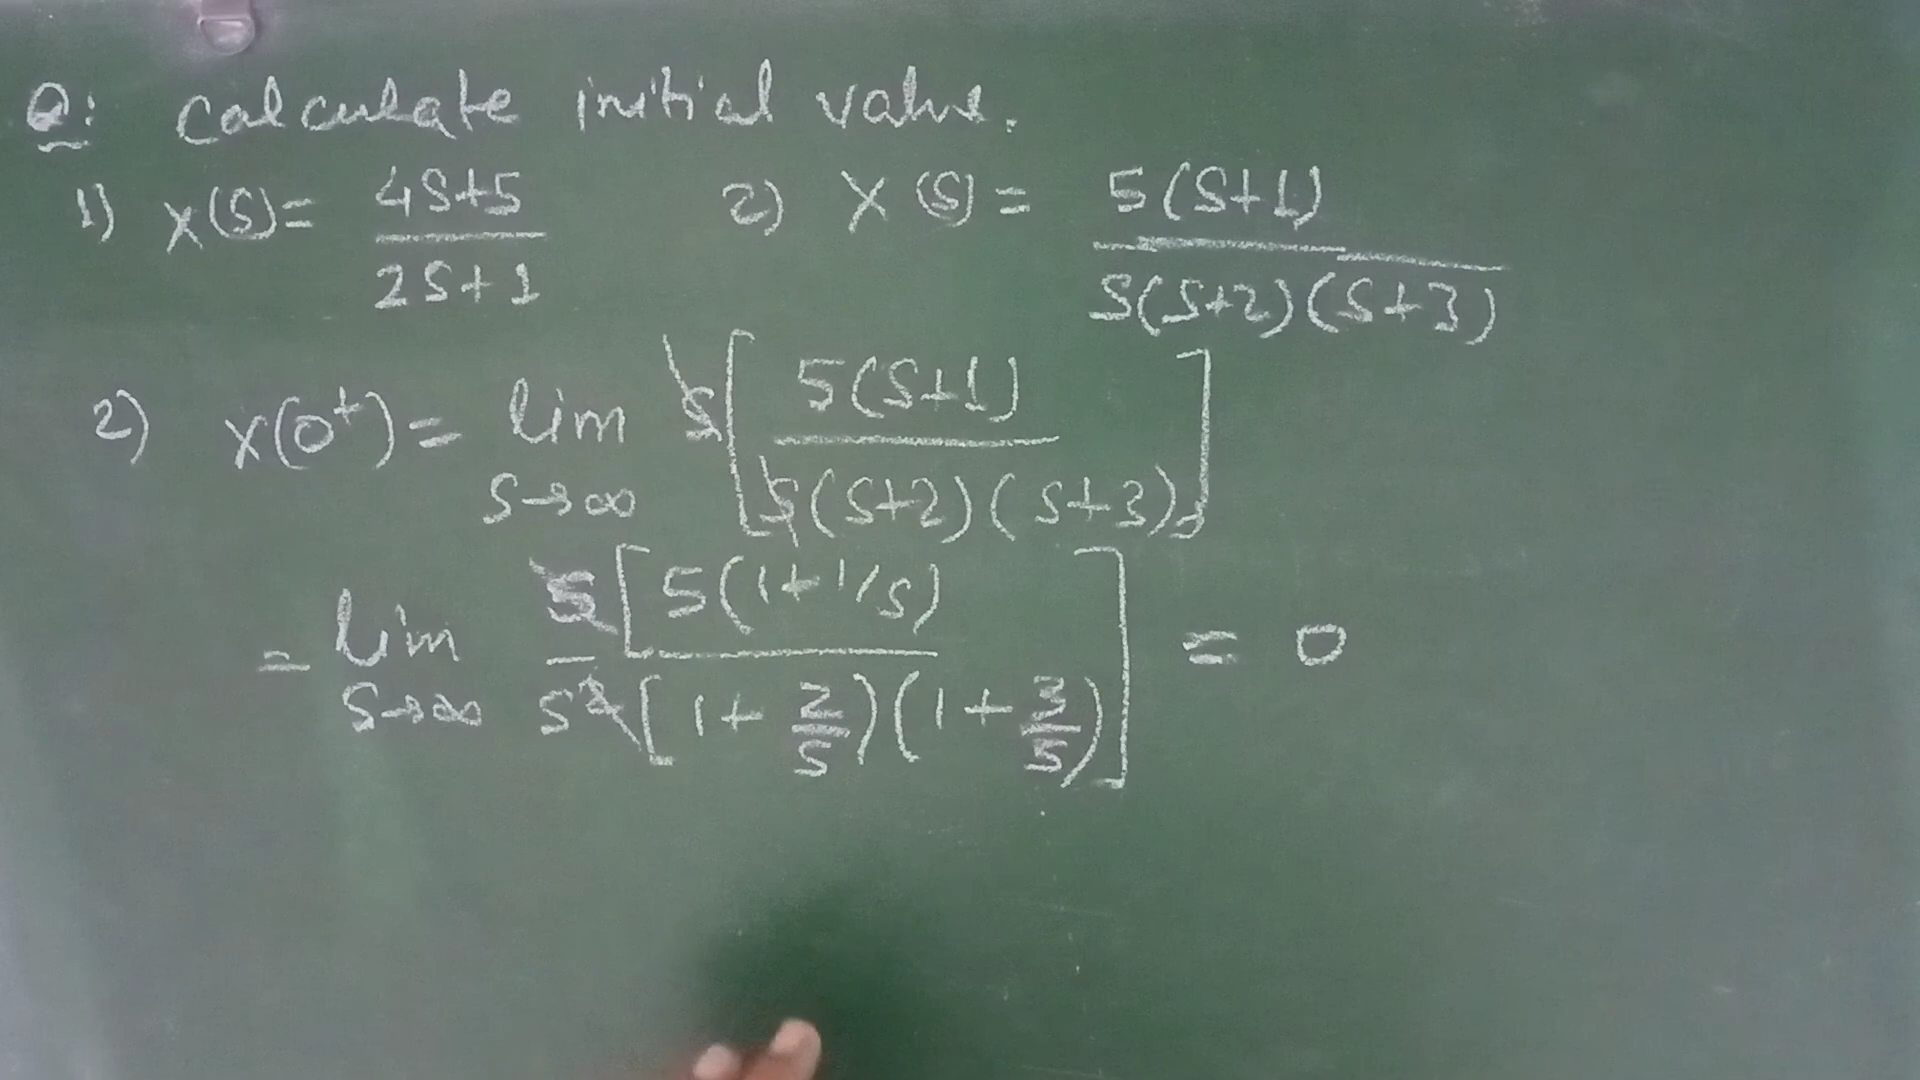 Q: Calculate initial value.
1) X(S)= 4S+5 / 2S+1   2) X(S)= 5(S+1) / S(S+2)(S+3)
2) X(0⁺)= lim S→∞ S[ 5(S+1) / S(S+2)(S+3) ]
= lim S→∞ S[5(1+1/S) / S²[1+2/S)(1+3/S)] = 0